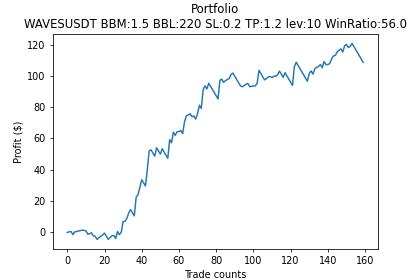 Portfolio
WAVESUSDT BBM:1.5 BBL:220 SL:0.2 TP:1.2 lev:10 WinRatio:56.0
120
100
80
60
40
20
0
Profit ($)
0 20 40 60 80 100 120 140 160
Trade counts